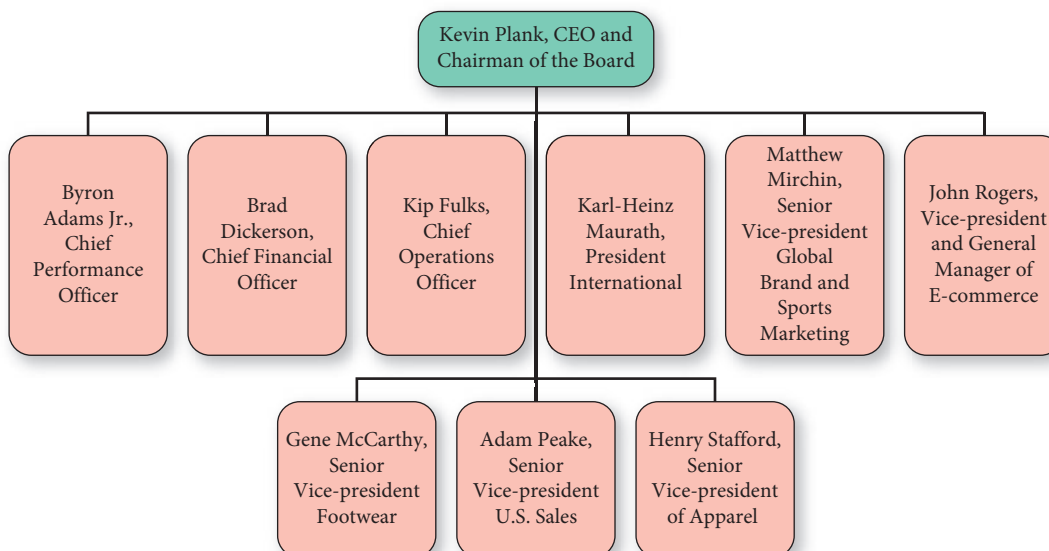 Kevin Plank, CEO and
Chairman of the Board
Byron
Adams Jr.,
Chief
Performance
Officer
Brad
Dickerson,
Chief Financial
Officer
Kip Fulks,
Chief
Operations
Officer
Karl-Heinz
Maurath,
President
International
Matthew
Mirchin,
Senior
Vice-president
Global
Brand and
Sports
Marketing
John Rogers,
Vice-president
and General
Manager of
E-commerce
Gene McCarthy,
Senior
Vice-president
Footwear
Adam Peake,
Senior
Vice-president
U.S. Sales
Henry Stafford,
Senior
Vice-president
of Apparel